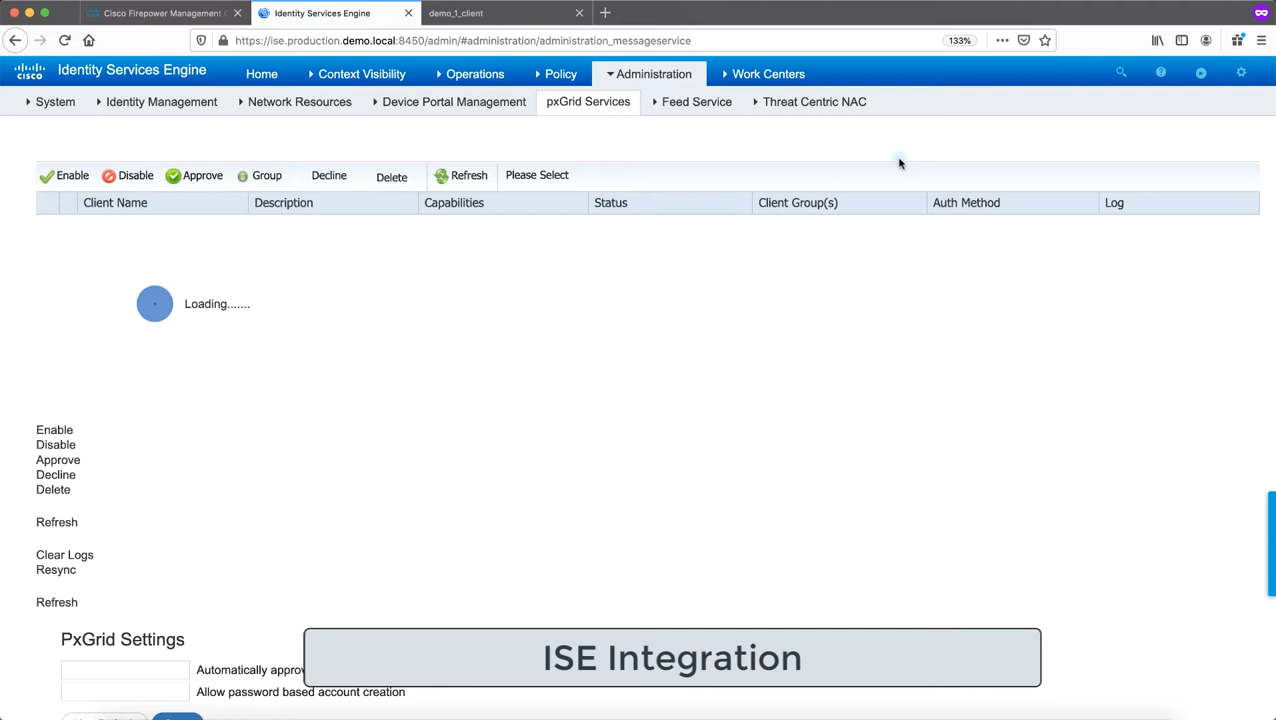 Cisco Firepower Management C
Identity Services Engine
demo_1_client
https://ise.production.demo.local:8450/admin/#administration/administration_messageservice
133%
CISCO
Identity Services Engine
Home
Context Visibility
Operations
Policy
Administration
Work Centers
System
Identity Management
Network Resources
Device Portal Management
pxGrid Services
Feed Service
Threat Centric NAC
Enable
Disable
Approve
Group
Decline
Delete
Refresh
Please Select
Client Name
Description
Capabilities
Status
Client Group(s)
Auth Method
Log
Loading.......
Enable
Disable
Approve
Decline
Delete
Refresh
Clear Logs
Resync
Refresh
PxGrid Settings
Automatically approv
Allow password based account creation
ISE Integration